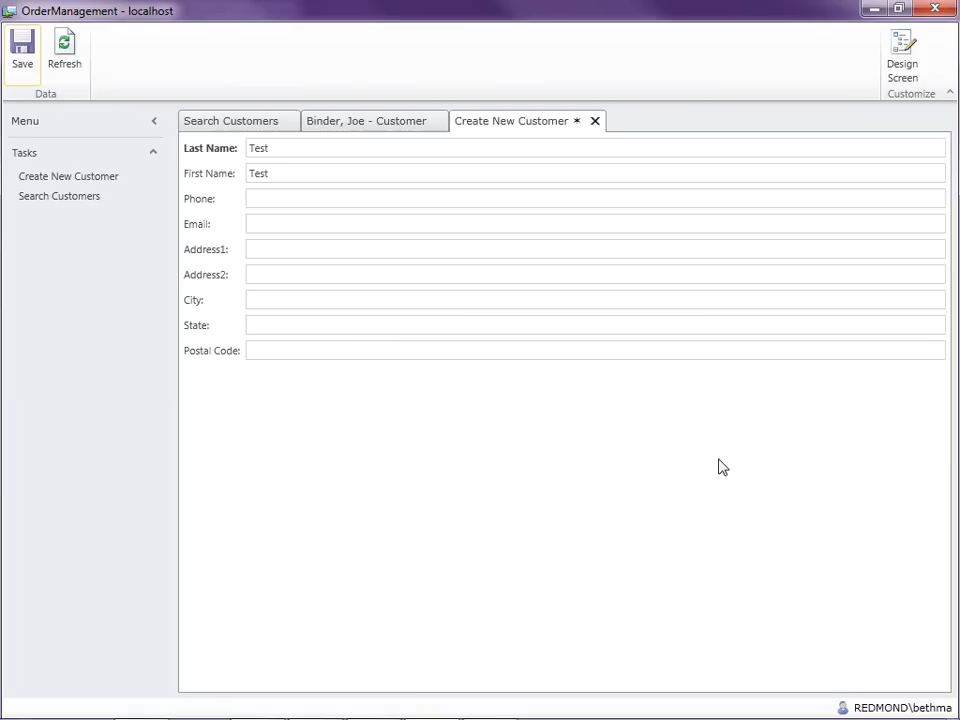 OrderManagement - localhost
Save
Refresh
Data
Design
Screen
Customize
Menu
Tasks
Create New Customer
Search Customers
Search Customers
Binder, Joe - Customer
Create New Customer *
Last Name: Test
First Name: Test
Phone:
Email:
Address1:
Address2:
City:
State:
Postal Code:
REDMOND\bethma